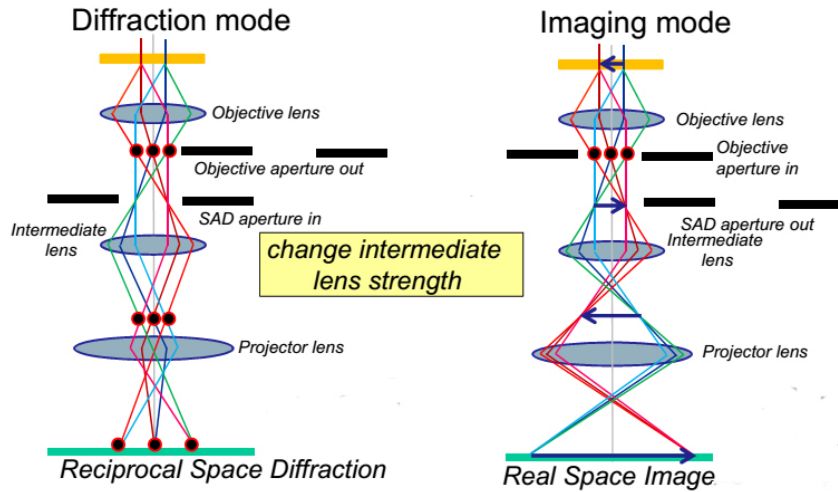 Diffraction mode
Imaging mode
Objective lens
Objective aperture out
SAD aperture in
Intermediate
lens
change intermediate
lens strength
Projector lens
Reciprocal Space Diffraction
Objective lens
Objective
aperture in
SAD aperture out
Intermediate
lens
Projector lens
Real Space Image